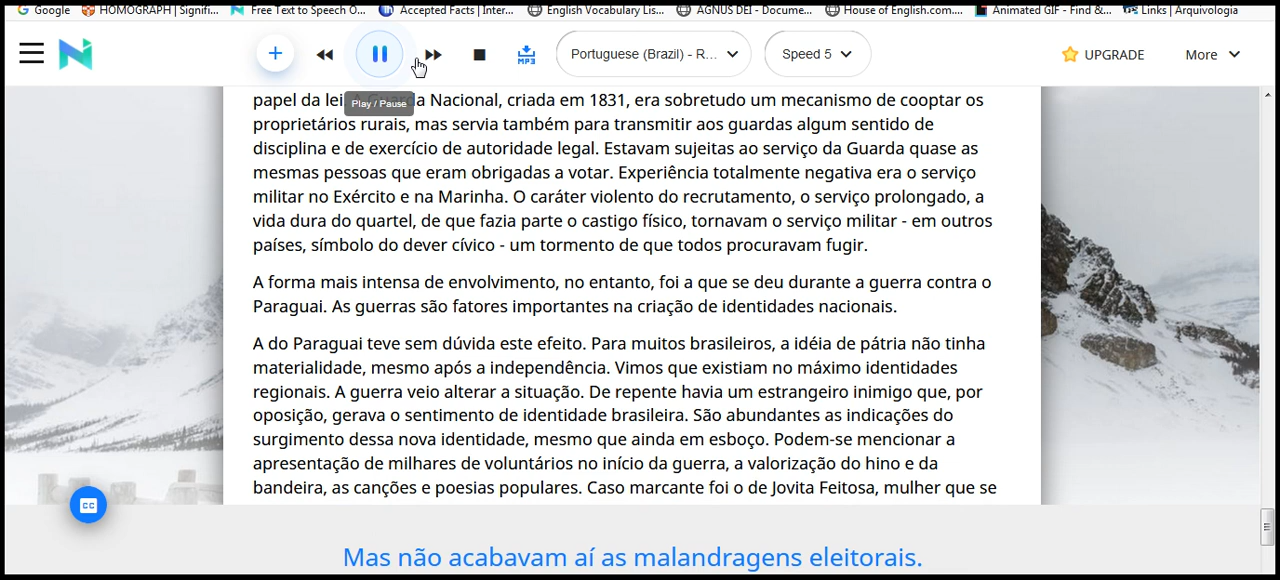 Google HOMOGRAPH | Signifi... Free Text to Speech O... Accepted Facts | Inter... English Vocabulary Lis... AGNUS DEI - Docume... House of English.com.... Animated GIF - Find &... Links | Arquivologia
MP3 Portuguese (Brazil) - R... Speed 5 UPGRADE More
Play / Pause
papel da lei. A Guarda Nacional, criada em 1831, era sobretudo um mecanismo de cooptar os
proprietários rurais, mas servia também para transmitir aos guardas algum sentido de
disciplina e de exercício de autoridade legal. Estavam sujeitas ao serviço da Guarda quase as
mesmas pessoas que eram obrigadas a votar. Experiência totalmente negativa era o serviço
militar no Exército e na Marinha. O caráter violento do recrutamento, o serviço prolongado, a
vida dura do quartel, de que fazia parte o castigo físico, tornavam o serviço militar - em outros
países, símbolo do dever cívico - um tormento de que todos procuravam fugir.
A forma mais intensa de envolvimento, no entanto, foi a que se deu durante a guerra contra o
Paraguai. As guerras são fatores importantes na criação de identidades nacionais.
A do Paraguai teve sem dúvida este efeito. Para muitos brasileiros, a idéia de pátria não tinha
materialidade, mesmo após a independência. Vimos que existiam no máximo identidades
regionais. A guerra veio alterar a situação. De repente havia um estrangeiro inimigo que, por
oposição, gerava o sentimento de identidade brasileira. São abundantes as indicações do
surgimento dessa nova identidade, mesmo que ainda em esboço. Podem-se mencionar a
apresentação de milhares de voluntários no início da guerra, a valorização do hino e da
bandeira, as canções e poesias populares. Caso marcante foi o de Jovita Feitosa, mulher que se
CC
Mas não acabavam aí as malandragens eleitorais.